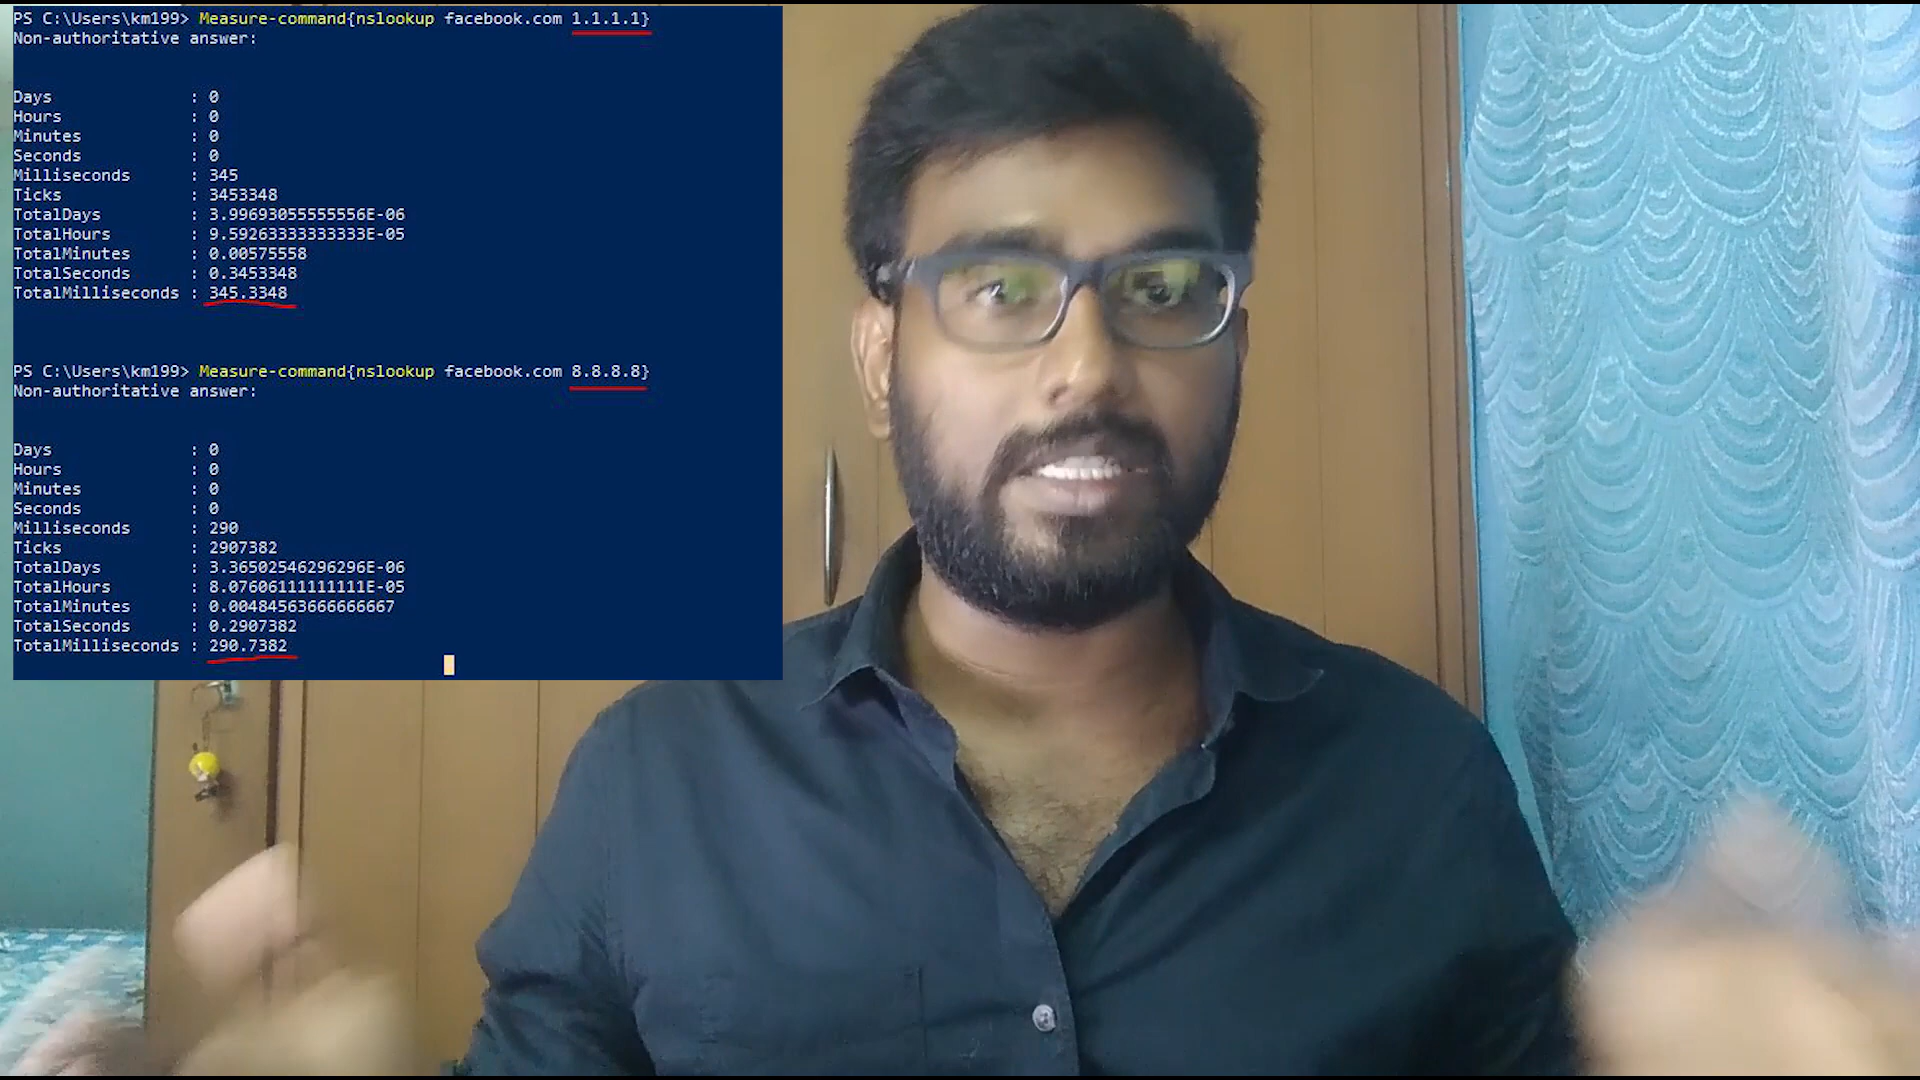 PS C:\Users\km199> Measure-command{nslookup facebook.com 1.1.1.1}
Non-authoritative answer:
Days : 0
Hours : 0
Minutes : 0
Seconds : 0
Milliseconds : 345
Ticks : 3453348
TotalDays : 3.99693055555556E-06
TotalHours : 9.59263333333333E-05
TotalMinutes : 0.00575558
TotalSeconds : 0.3453348
TotalMilliseconds : 345.3348
PS C:\Users\km199> Measure-command{nslookup facebook.com 8.8.8.8}
Non-authoritative answer:
Days : 0
Hours : 0
Minutes : 0
Seconds : 0
Milliseconds : 290
Ticks : 2907382
TotalDays : 3.36502546296296E-06
TotalHours : 8.07606111111111E-05
TotalMinutes : 0.00484563666666667
TotalSeconds : 0.2907382
TotalMilliseconds : 290.7382